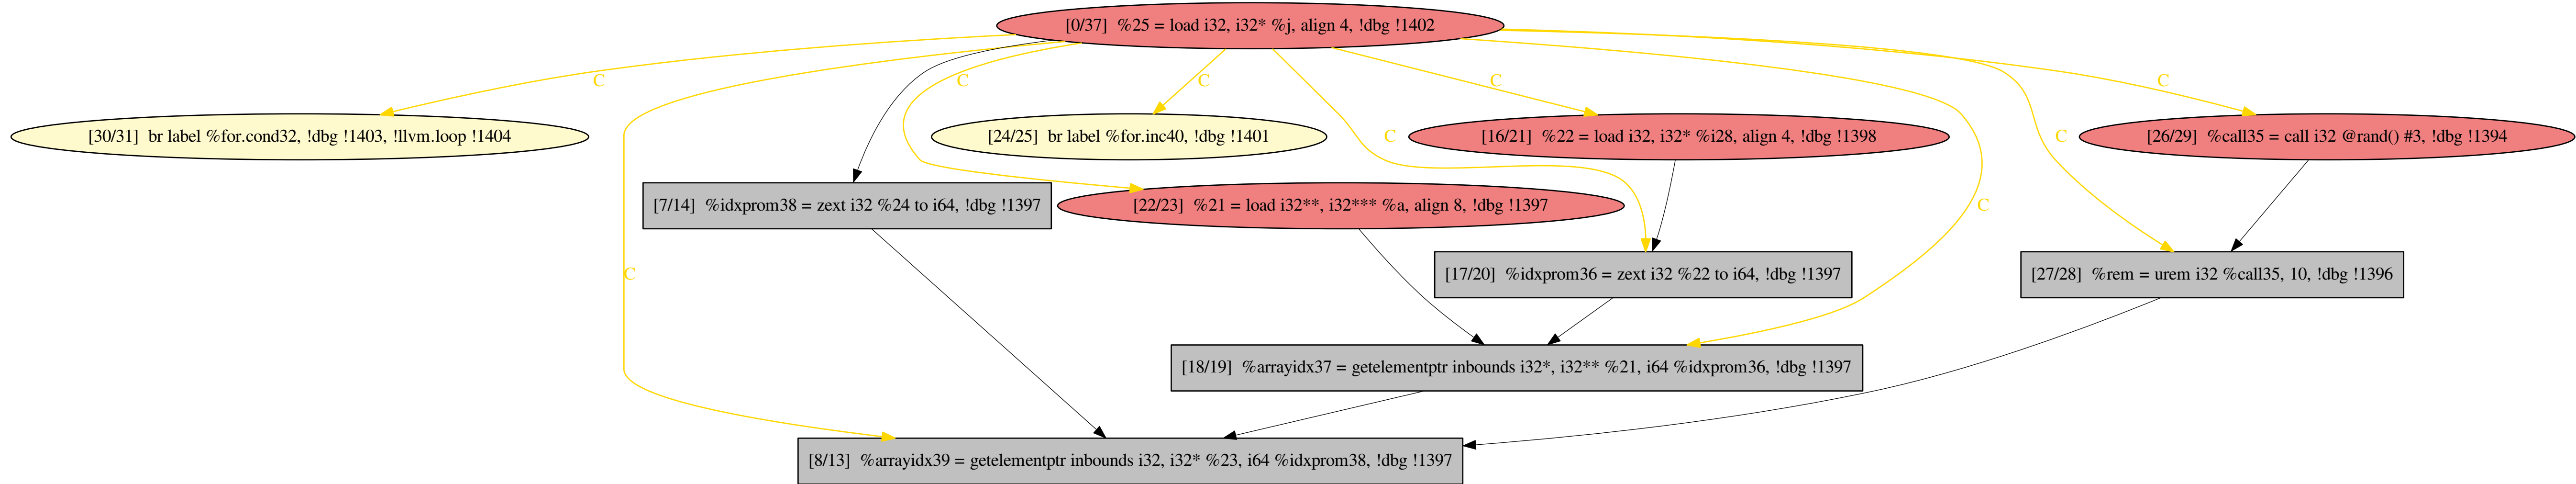 [0/37] %25 = load i32, i32* %j, align 4, !dbg !1402
C
C
C
C
C
[30/31] br label %for.cond32, !dbg !1403, !llvm.loop !1404
[24/25] br label %for.inc40, !dbg !1401
C
[16/21] %22 = load i32, i32* %i28, align 4, !dbg !1398
C
[26/29] %call35 = call i32 @rand() #3, !dbg !1394
[7/14] %idxprom38 = zext i32 %24 to i64, !dbg !1397
[22/23] %21 = load i32**, i32*** %a, align 8, !dbg !1397
C
C
[17/20] %idxprom36 = zext i32 %22 to i64, !dbg !1397
[27/28] %rem = urem i32 %call35, 10, !dbg !1396
[18/19] %arrayidx37 = getelementptr inbounds i32*, i32** %21, i64 %idxprom36, !dbg !1397
[8/13] %arrayidx39 = getelementptr inbounds i32, i32* %23, i64 %idxprom38, !dbg !1397